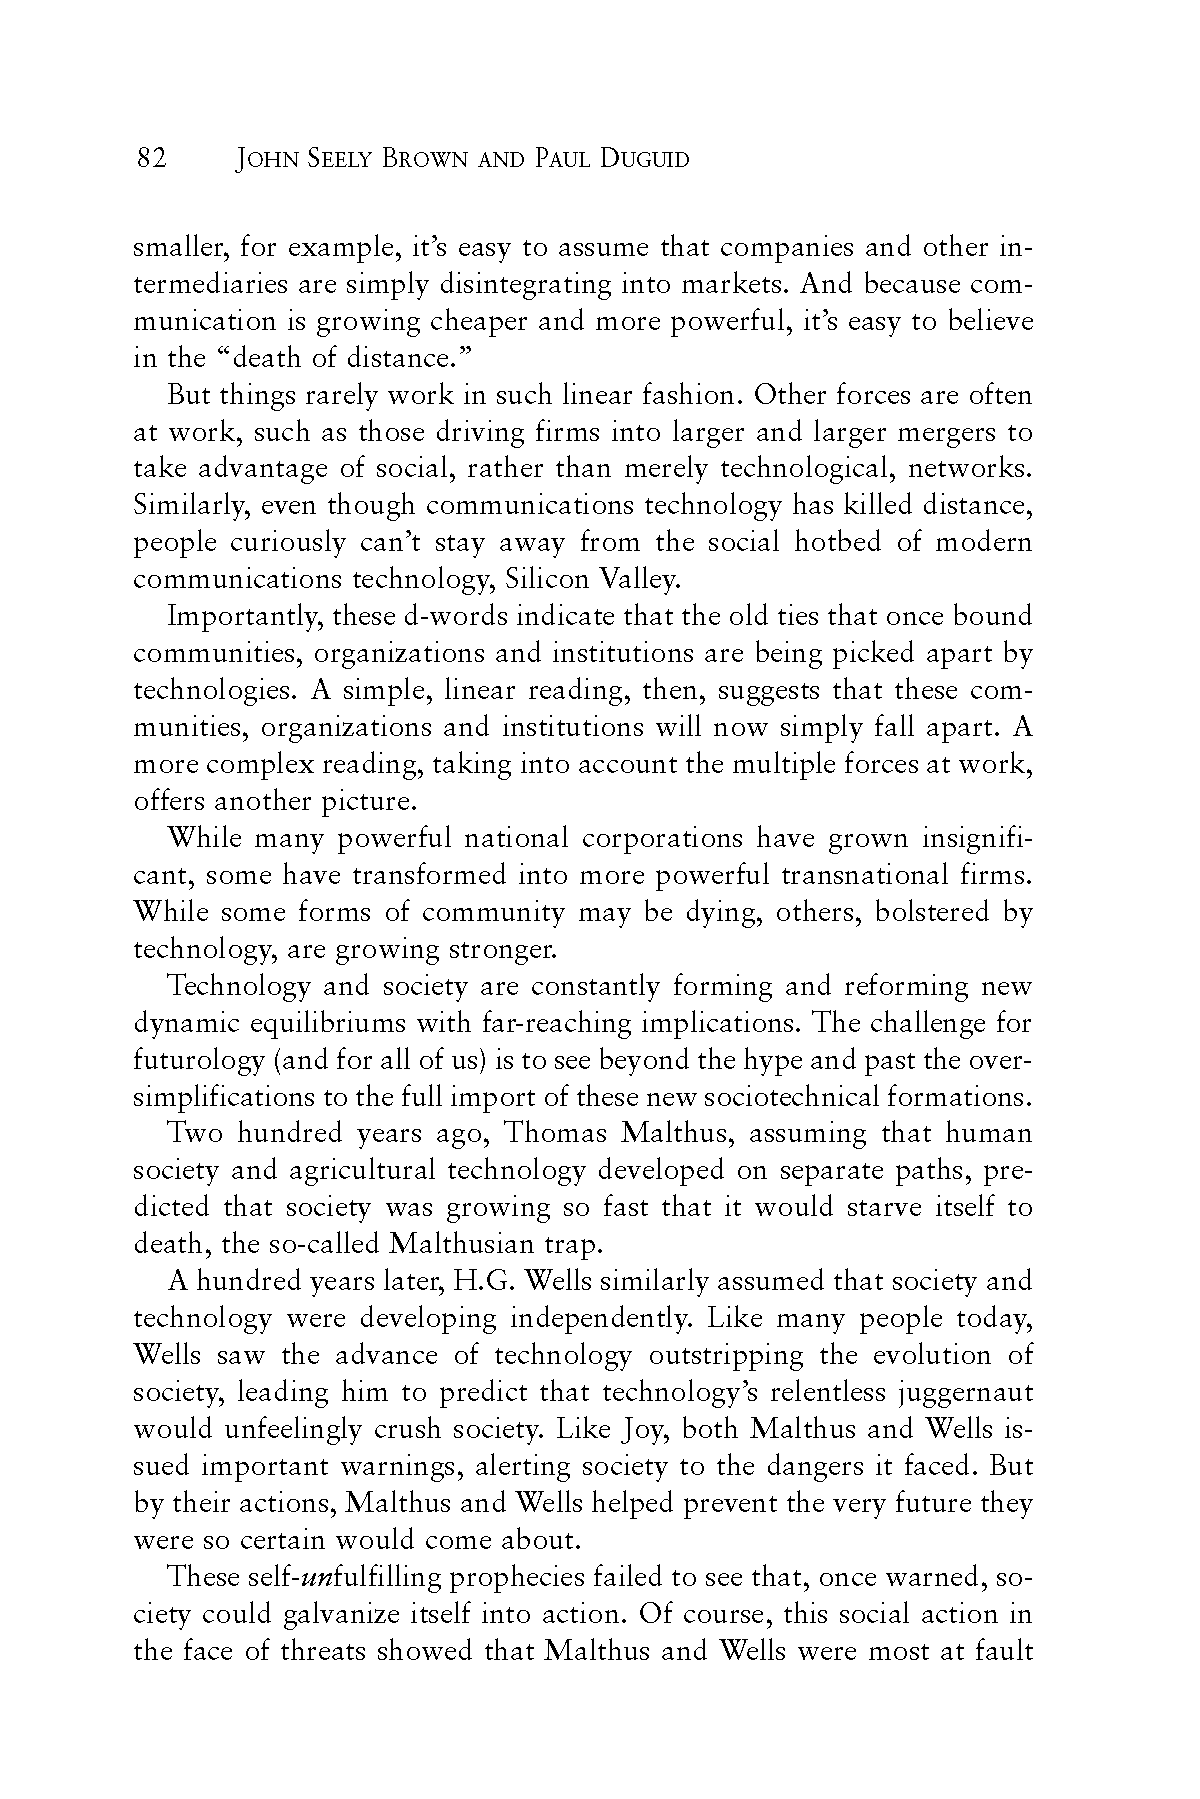 82 John Seely Brown and Paul Duguid
smaller, for example, it’s easy to assume that companies and other in-
termediaries are simply disintegrating into markets. And because com-
munication is growing cheaper and more powerful, it’s easy to believe
in the “death of distance.”
But things rarely work in such linear fashion. Other forces are often
at work, such as those driving firms into larger and larger mergers to
take advantage of social, rather than merely technological, networks.
Similarly, even though communications technology has killed distance,
people curiously can’t stay away from the social hotbed of modern
communications technology, Silicon Valley.
Importantly, these d-words indicate that the old ties that once bound
communities, organizations and institutions are being picked apart by
technologies. A simple, linear reading, then, suggests that these com-
munities, organizations and institutions will now simply fall apart. A
more complex reading, taking into account the multiple forces at work,
offers another picture.
While many powerful national corporations have grown insignifi-
cant, some have transformed into more powerful transnational firms.
While some forms of community may be dying, others, bolstered by
technology, are growing stronger.
Technology and society are constantly forming and reforming new
dynamic equilibriums with far-reaching implications. The challenge for
futurology (and for all of us) is to see beyond the hype and past the over-
simplifications to the full import of these new sociotechnical formations.
Two hundred years ago, Thomas Malthus, assuming that human
society and agricultural technology developed on separate paths, pre-
dicted that society was growing so fast that it would starve itself to
death, the so-called Malthusian trap.
A hundred years later, H.G. Wells similarly assumed that society and
technology were developing independently. Like many people today,
Wells saw the advance of technology outstripping the evolution of
society, leading him to predict that technology’s relentless juggernaut
would unfeelingly crush society. Like Joy, both Malthus and Wells is-
sued important warnings, alerting society to the dangers it faced. But
by their actions, Malthus and Wells helped prevent the very future they
were so certain would come about.
These self-unfulfilling prophecies failed to see that, once warned, so-
ciety could galvanize itself into action. Of course, this social action in
the face of threats showed that Malthus and Wells were most at fault